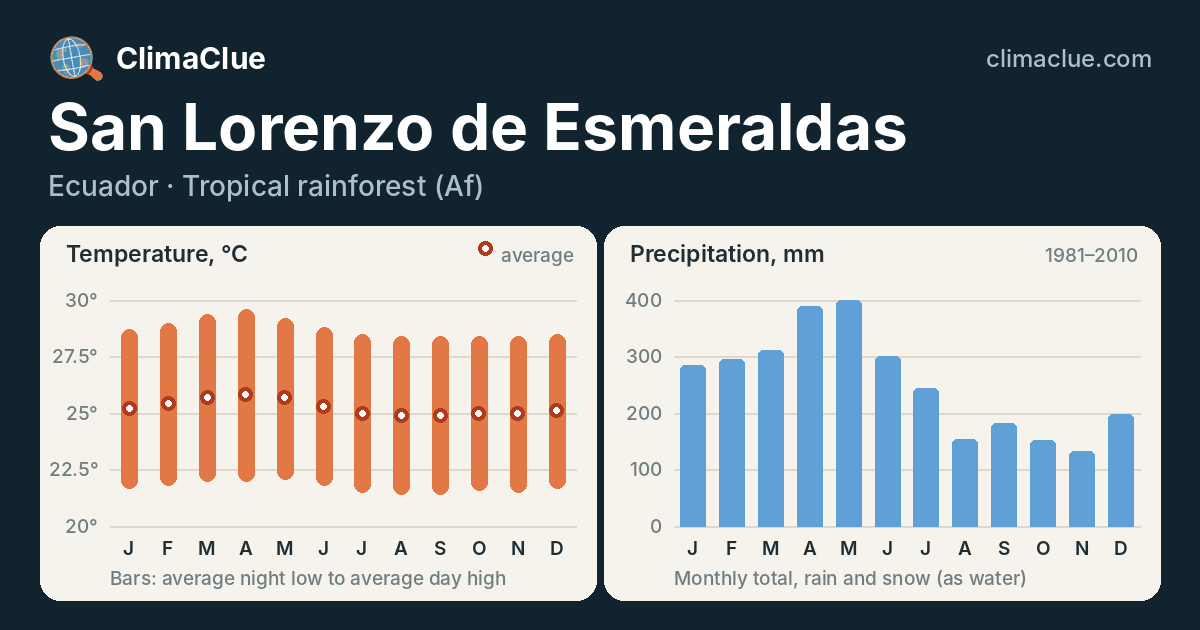 ClimaClue
climaclue.com
San Lorenzo de Esmeraldas
Ecuador · Tropical rainforest (Af)
Temperature, °C
average
30°
27.5°
25°
22.5°
20°
J F M A M J J A S O N D
Bars: average night low to average day high
Precipitation, mm
1981–2010
400
300
200
100
0
J F M A M J J A S O N D
Monthly total, rain and snow (as water)